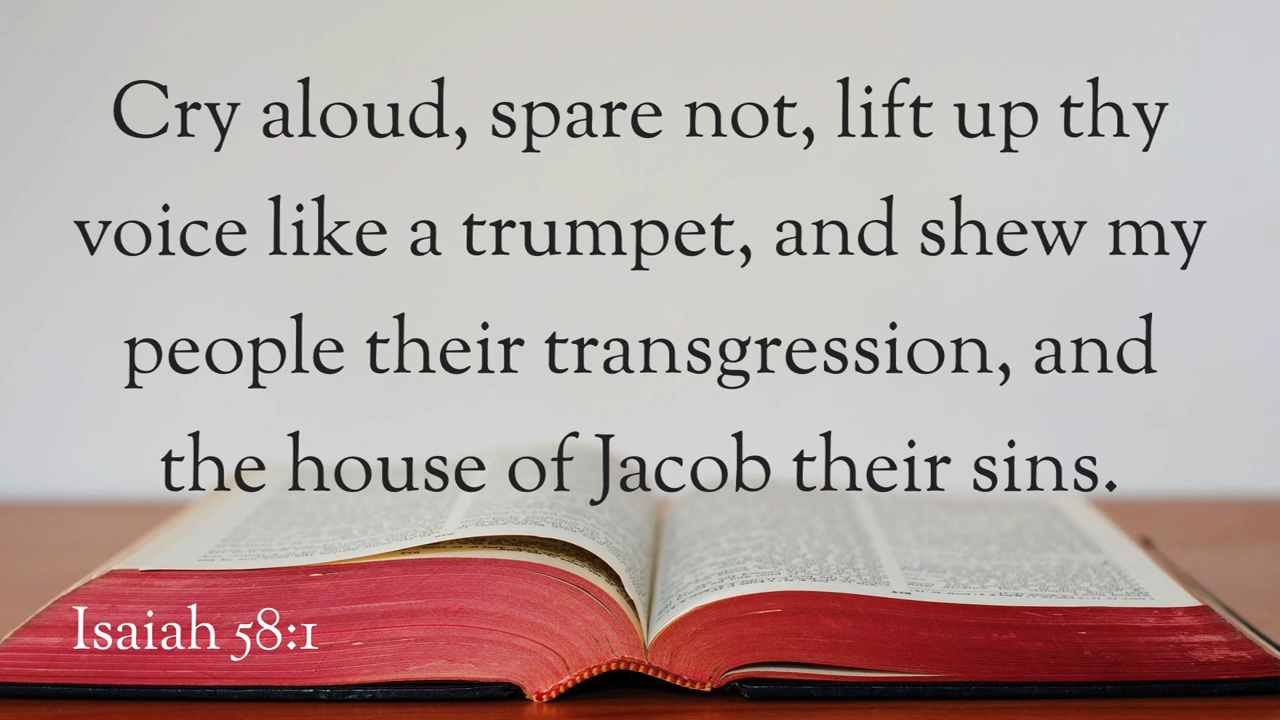 Cry aloud, spare not, lift up thy
voice like a trumpet, and shew my
people their transgression, and
the house of Jacob their sins.
Isaiah 58:1